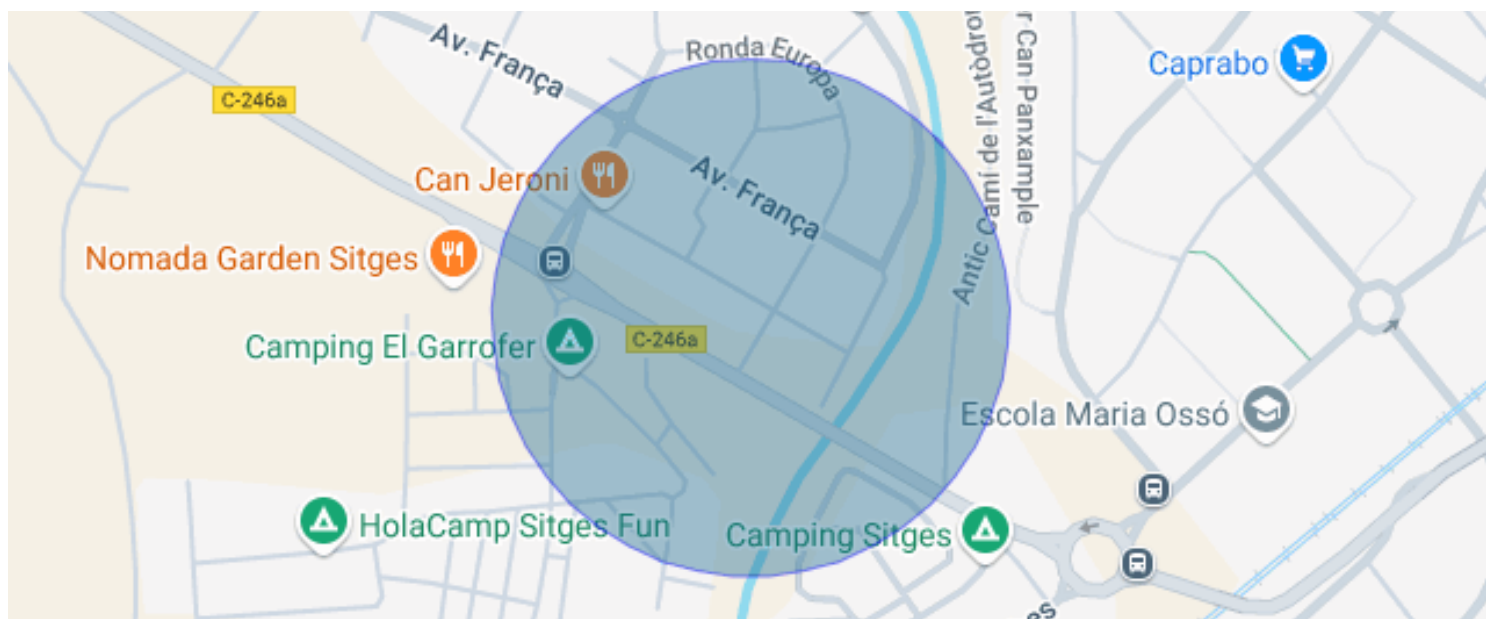 Av. França
Ronda Europa
Caprabo
C-246a
Can Jeroni
Av. França
Antic Camí de l'Autòdrom
r Can Panxample
Nomada Garden Sitges
Camping El Garrofer
C-246a
Escola Maria Ossó
HolaCamp Sitges Fun
Camping Sitges
es